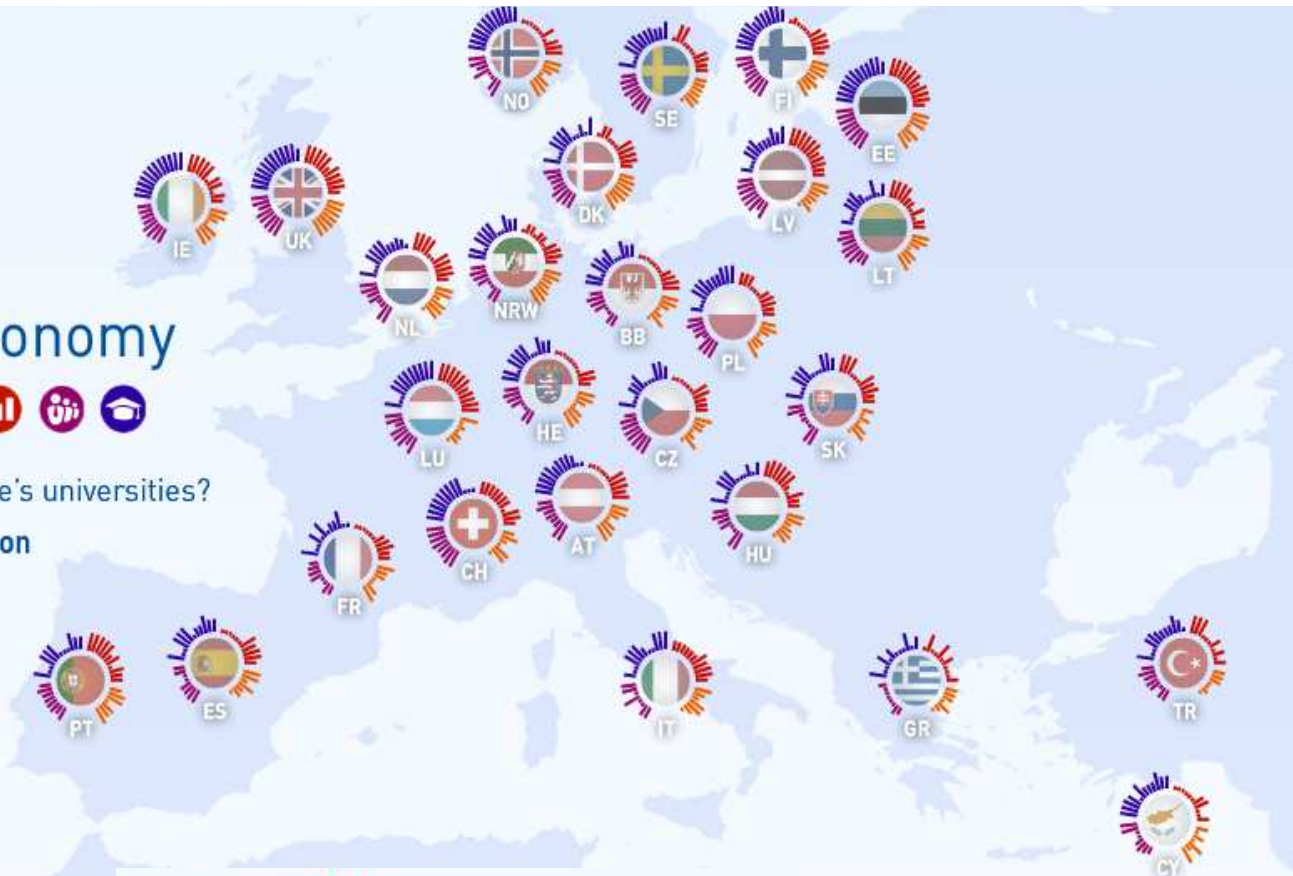 NO
SE
FI
EE
IE
UK
DK
LV
LT
NL
NRW
BB
PL
onomy
LU
HE
CZ
SK
e's universities?
on
CH
AT
HU
FR
PT
ES
IT
GR
TR
CY